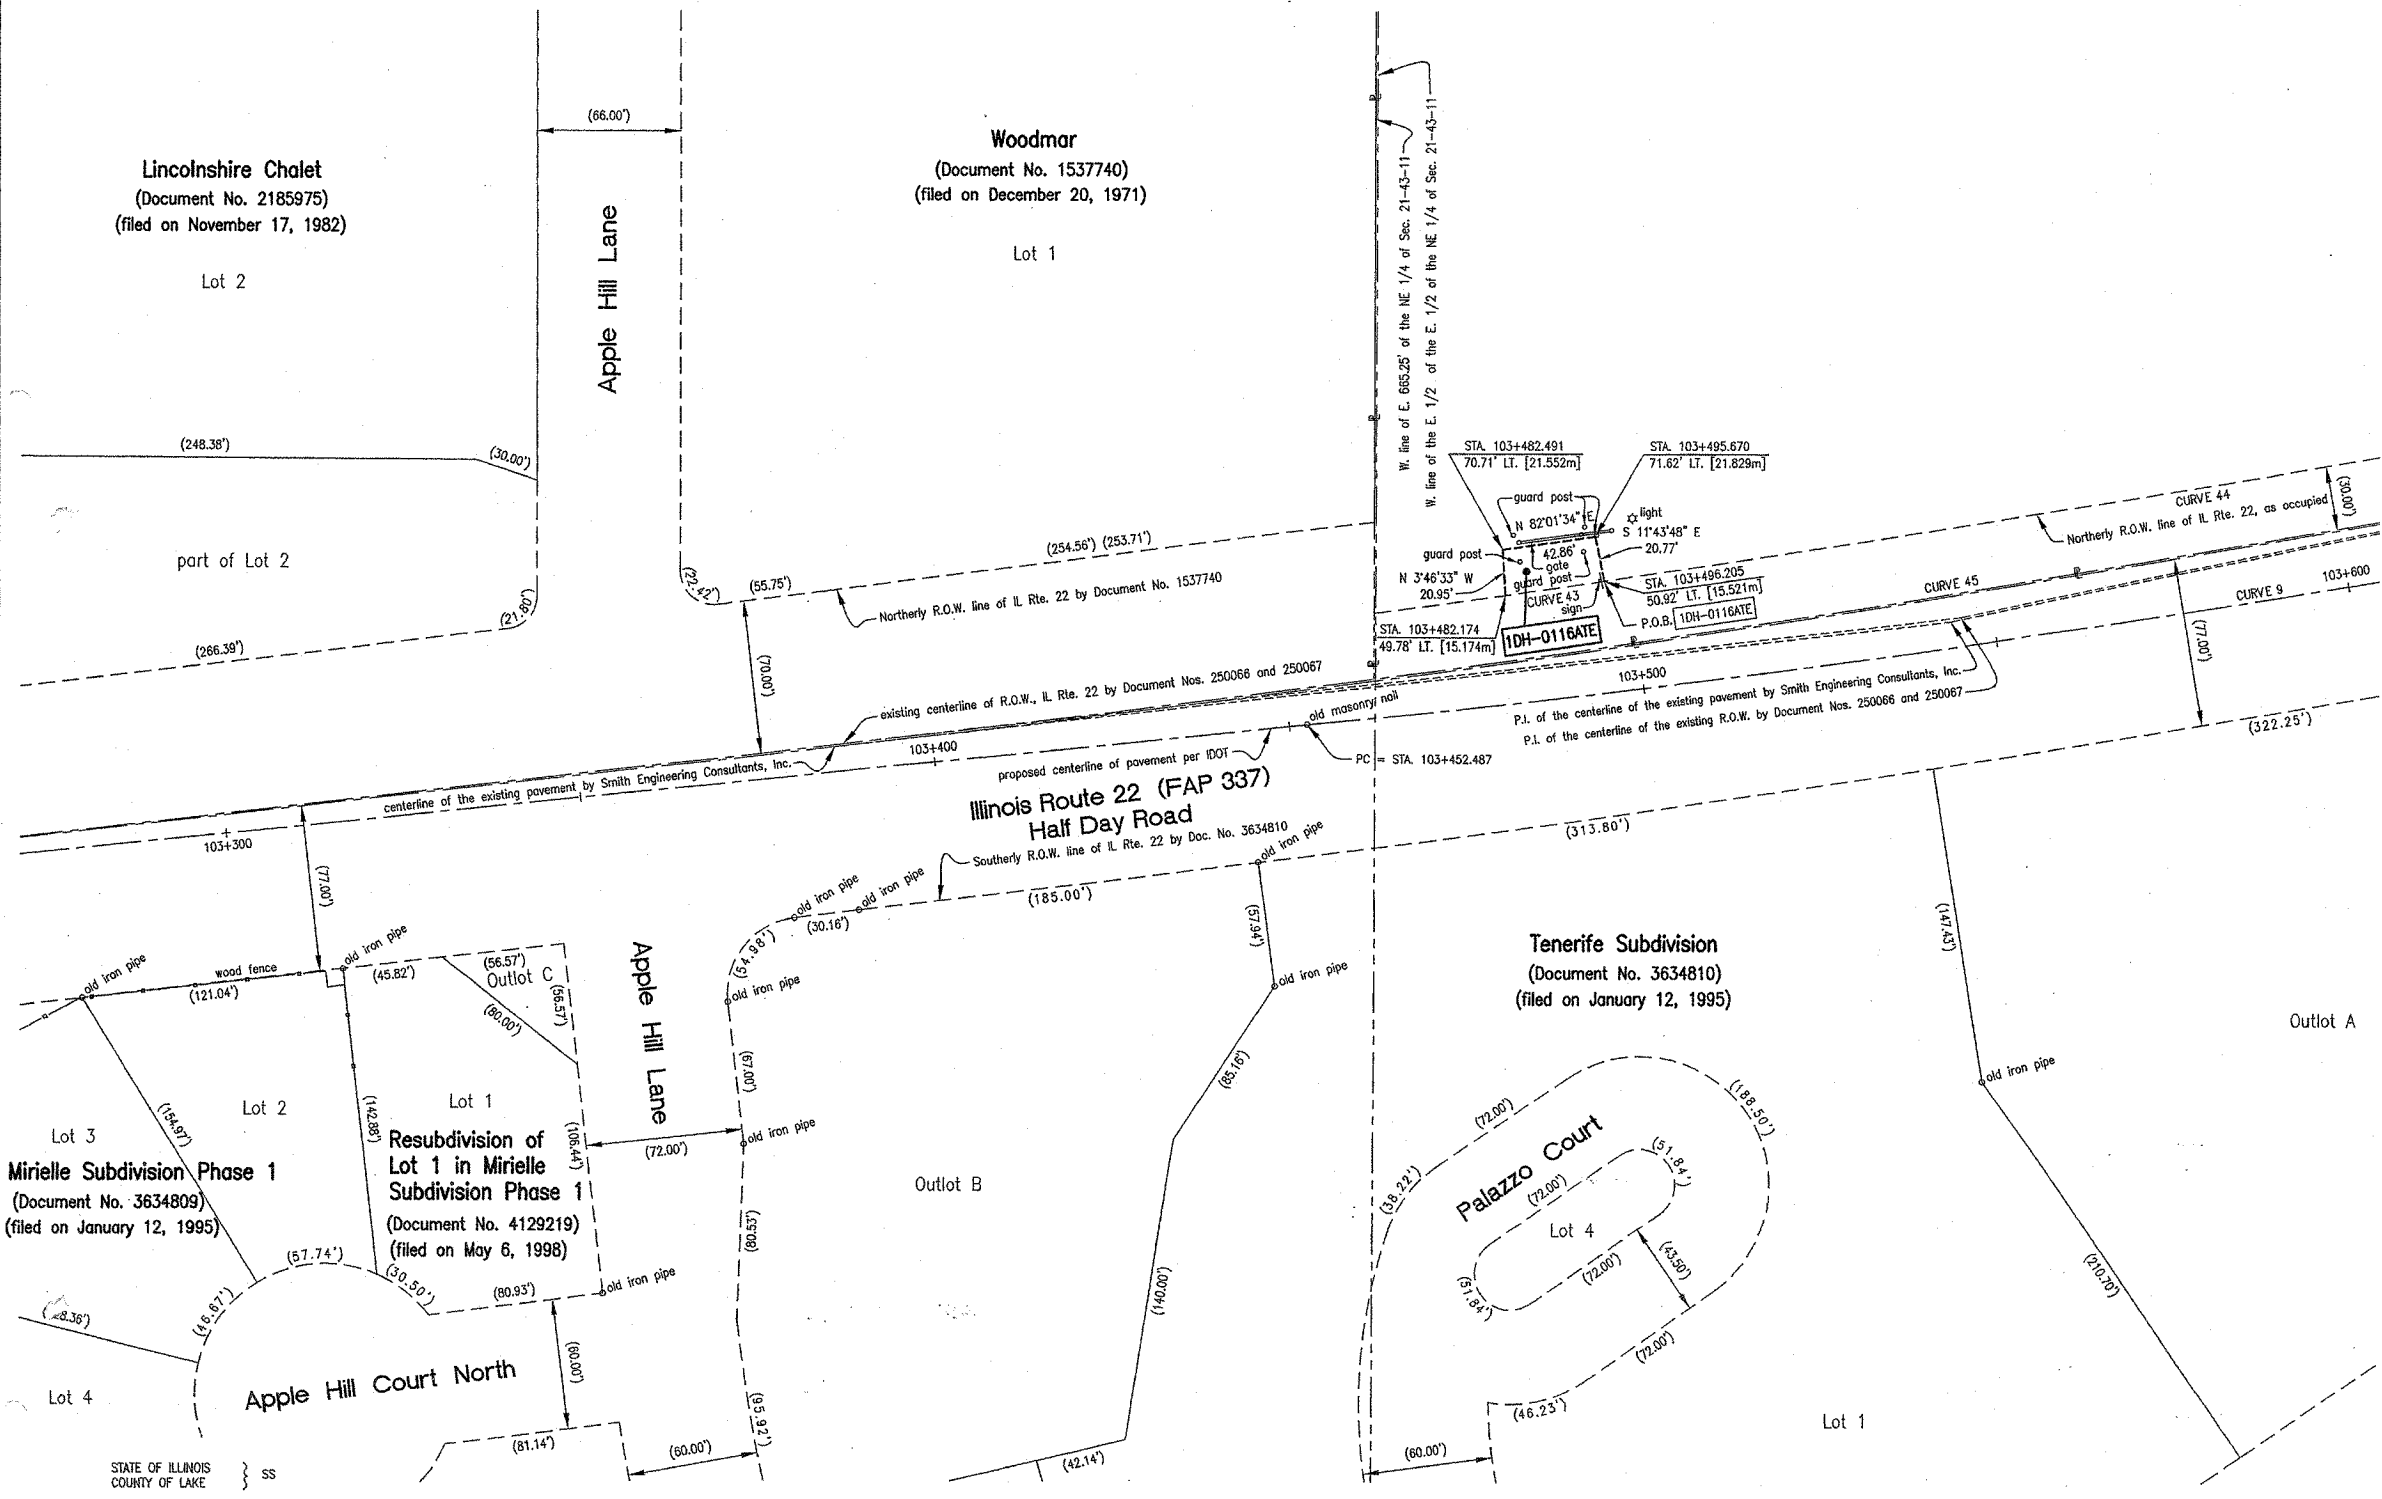 Lincolnshire Chalet
(Document No. 2185975)
(filed on November 17, 1982)
Lot 2
(248.38')
(30.00')
part of Lot 2
(266.39')
(21.08')
(66.00')
Apple Hill Lane
Woodmar
(Document No. 1537740)
(filed on December 20, 1971)
Lot 1
(22.42')
(55.75')
(254.56') (253.71')
Northerly R.O.W. line of IL Rte. 22 by Document No. 1537740
(70.00')
W. line of E. 665.25' of the NE 1/4 of Sec. 21-43-11
W. line of the E. 1/2 of the E. 1/2 of the NE 1/4 of Sec. 21-43-11
STA. 103+482.491
70.71' LT. [21.552m]
STA. 103+495.670
71.62' LT. [21.829m]
guard post
N 82°01'34" E
light
S 11°43'48" E
20.77'
guard post
42.86'
gate
N 3°46'33" W
20.95'
guard post
CURVE 43
sign
STA. 103+496.205
50.92' LT. [15.521m]
P.O.B. 1DH-0116ATE
STA. 103+482.174
49.78' LT. [15.174m]
1DH-0116ATE
CURVE 44
Northerly R.O.W. line of IL Rte. 22, as occupied
(30.00')
CURVE 45
CURVE 9
103+600
(77.00')
existing centerline of R.O.W., IL Rte. 22 by Document Nos. 250066 and 250067
103+500
P.I. of the centerline of the existing pavement by Smith Engineering Consultants, Inc.
P.I. of the centerline of the existing R.O.W. by Document Nos. 250066 and 250067
(322.25')
old masonry nail
PC = STA. 103+452.487
103+400
centerline of the existing pavement by Smith Engineering Consultants, Inc.
proposed centerline of pavement per IDOT
Illinois Route 22 (FAP 337)
Half Day Road
Southerly R.O.W. line of IL Rte. 22 by Doc. No. 3634810
103+300
(77.00')
(313.80')
old iron pipe
old iron pipe
old iron pipe
(30.16')
(185.00')
(54.98')
(57.94')
old iron pipe
wood fence
(121.04')
old iron pipe
(45.82')
(56.57')
Outlot C
(56.57')
(80.00')
Apple Hill Lane
old iron pipe
old iron pipe
(67.00')
old iron pipe
(72.00')
(85.16')
Tenerife Subdivision
(Document No. 3634810)
(filed on January 12, 1995)
(147.43')
Outlot A
old iron pipe
Lot 3
(154.97')
Lot 2
(142.88')
Lot 1
(106.44')
Mirielle Subdivision Phase 1
(Document No. 3634809)
(filed on January 12, 1995)
Resubdivision of
Lot 1 in Mirielle
Subdivision Phase 1
(Document No. 4129219)
(filed on May 6, 1998)
Outlot B
(80.53')
(140.00')
(72.00')
(188.50')
(38.22')
Palazzo Court
(51.84')
(72.00')
Lot 4
(43.50')
(72.00')
(51.84')
(72.00')
(210.70')
(57.74')
(30.50')
(46.67')
(80.93')
old iron pipe
Lot 4
Apple Hill Court North
(60.00')
(95.92')
(81.14')
(60.00')
(42.14')
(46.23')
(60.00')
Lot 1
STATE OF ILLINOIS
COUNTY OF LAKE
} SS